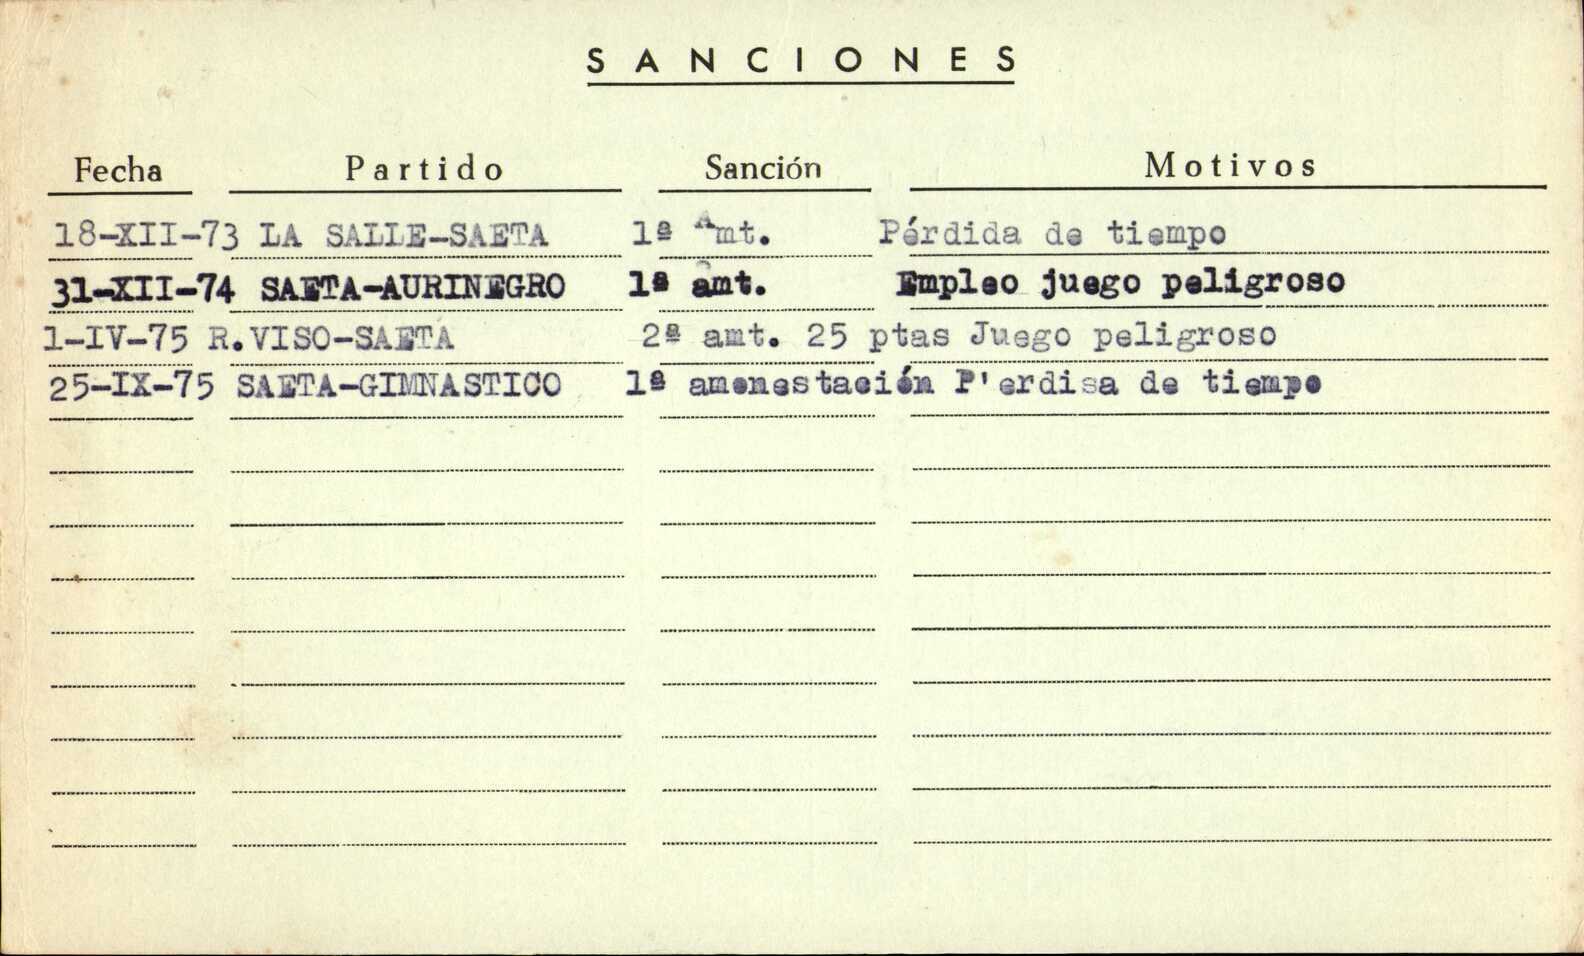 SANCIONES
Fecha Partido Sanción Motivos
18-XII-73 LA SALLE-SAETA 1ª Amt. Pérdida de tiempo
31-XII-74 SAETA-AURINEGRO 1ª amt. Empleo juego peligroso
1-IV-75 R.VISO-SAETA 2ª amt. 25 ptas Juego peligroso
25-IX-75 SAETA-GIMNASTICO 1ª amonestación P'erdisa de tiempo